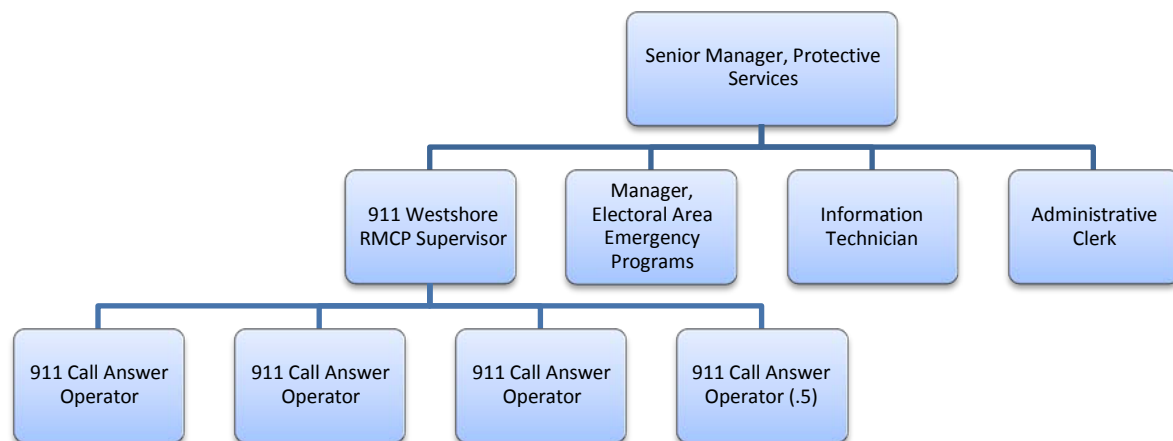 Senior Manager, Protective
Services
911 Westshore
RMCP Supervisor
Manager,
Electoral Area
Emergency
Programs
Information
Technician
Administrative
Clerk
911 Call Answer
Operator
911 Call Answer
Operator
911 Call Answer
Operator
911 Call Answer
Operator (.5)